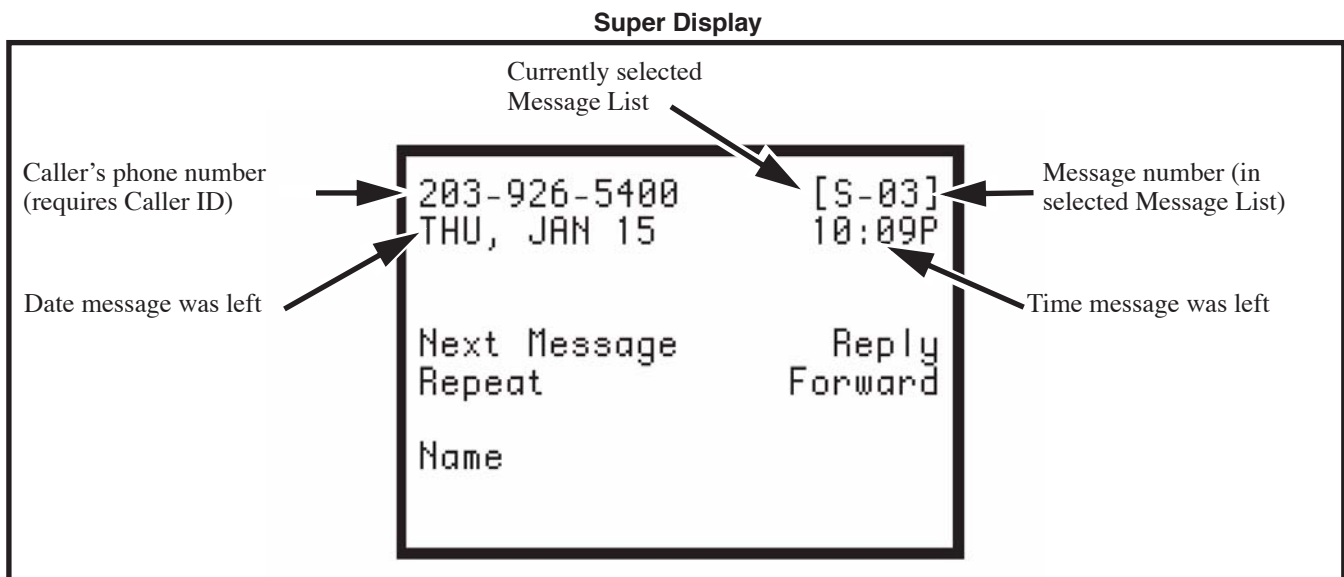 Super Display
Currently selected
Message List
Caller's phone number
(requires Caller ID)
Message number (in
selected Message List)
203-926-5400 [S-03]
THU, JAN 15 10:09P
Date message was left
Time message was left
Next Message Reply
Repeat Forward
Name